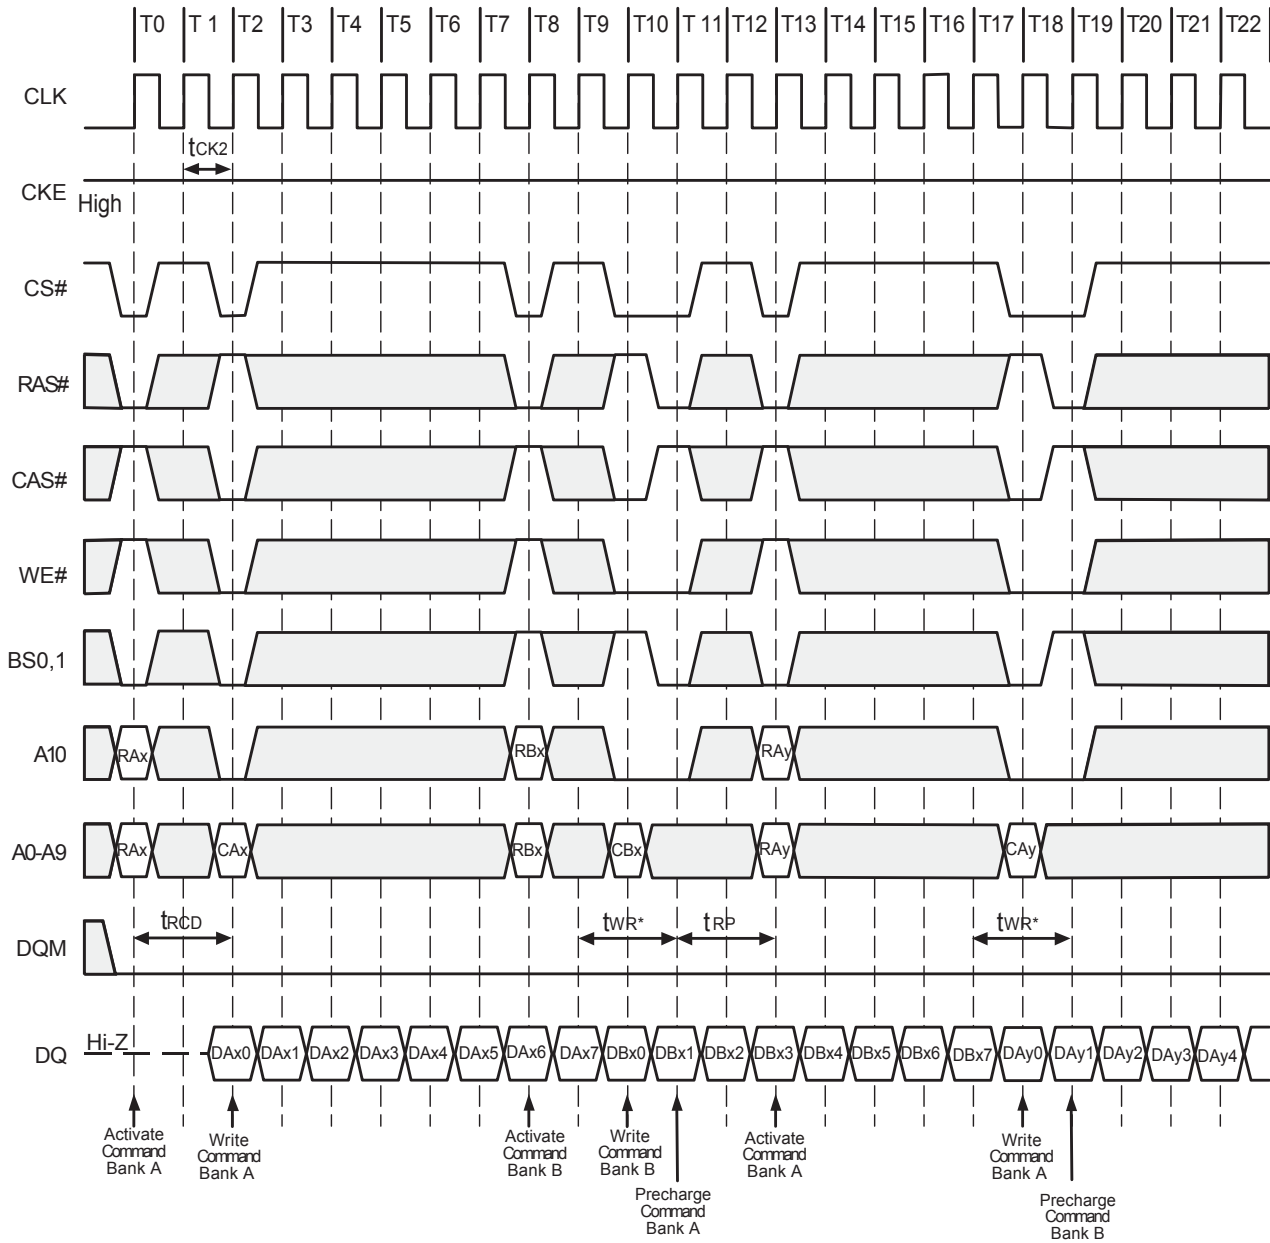 T0 T 1 T2 T3 T4 T5 T6 T7 T8 T9 T10 T 11 T12 T13 T14 T15 T16 T17 T18 T19 T20 T21 T22
CLK
tCK2
CKE
High
CS#
RAS#
CAS#
WE#
BS0,1
A10
RAx RBx RAy
A0-A9
RAx CAx RBx CBx RAy CAy
DQM
tRCD tWR* tRP tWR*
DQ
Hi-Z
DAx0 DAx1 DAx2 DAx3 DAx4 DAx5 DAx6 DAx7 DBx0 DBx1 DBx2 DBx3 DBx4 DBx5 DBx6 DBx7 DAy0 DAy1 DAy2 DAy3 DAy4
Activate
Command
Bank A
Write
Command
Bank A
Activate
Command
Bank B
Write
Command
Bank B
Precharge
Command
Bank A
Activate
Command
Bank A
Write
Command
Bank A
Precharge
Command
Bank B